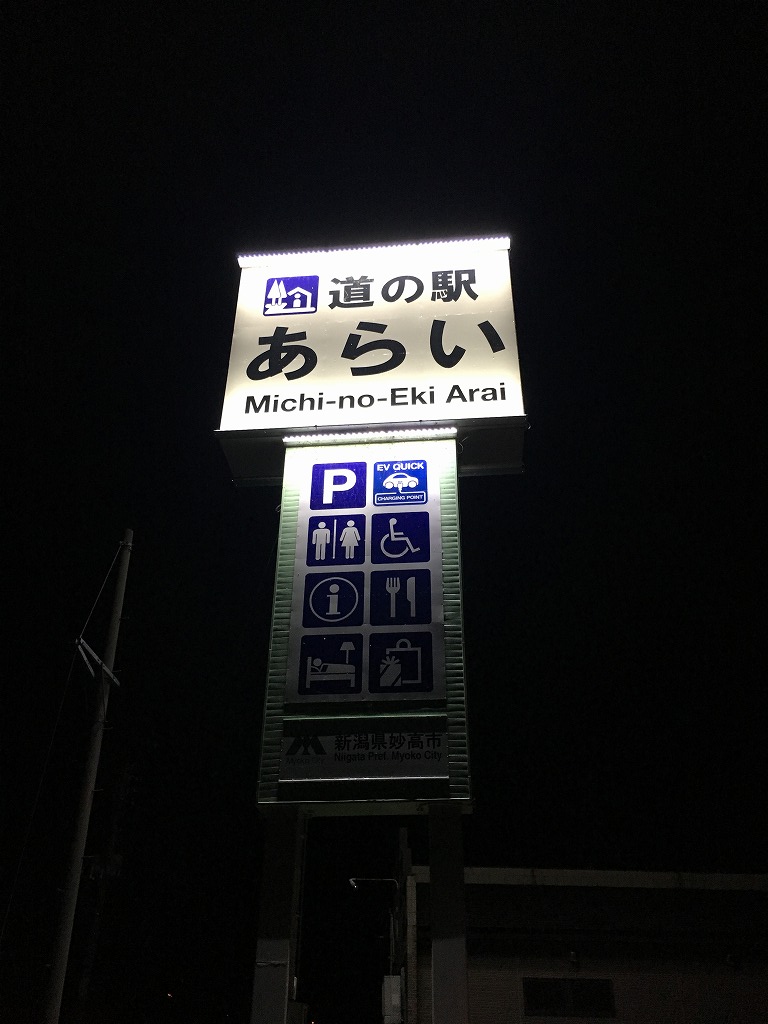 道の駅
あらい
Michi-no-Eki Arai
P
EV QUICK
CHARGING POINT
i
新潟県妙高市
Niigata Pref. Myoko City